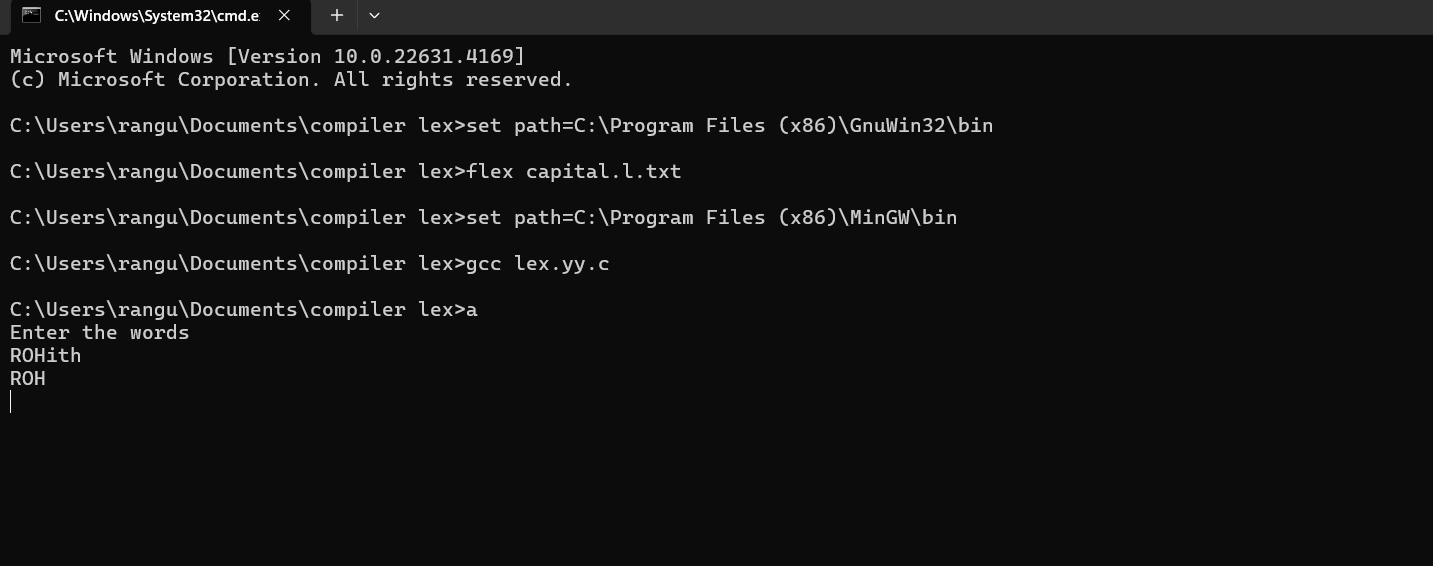 C:\Windows\System32\cmd.e
Microsoft Windows [Version 10.0.22631.4169]
(c) Microsoft Corporation. All rights reserved.
C:\Users\rangu\Documents\compiler lex>set path=C:\Program Files (x86)\GnuWin32\bin
C:\Users\rangu\Documents\compiler lex>flex capital.l.txt
C:\Users\rangu\Documents\compiler lex>set path=C:\Program Files (x86)\MinGW\bin
C:\Users\rangu\Documents\compiler lex>gcc lex.yy.c
C:\Users\rangu\Documents\compiler lex>a
Enter the words
ROHith
ROH